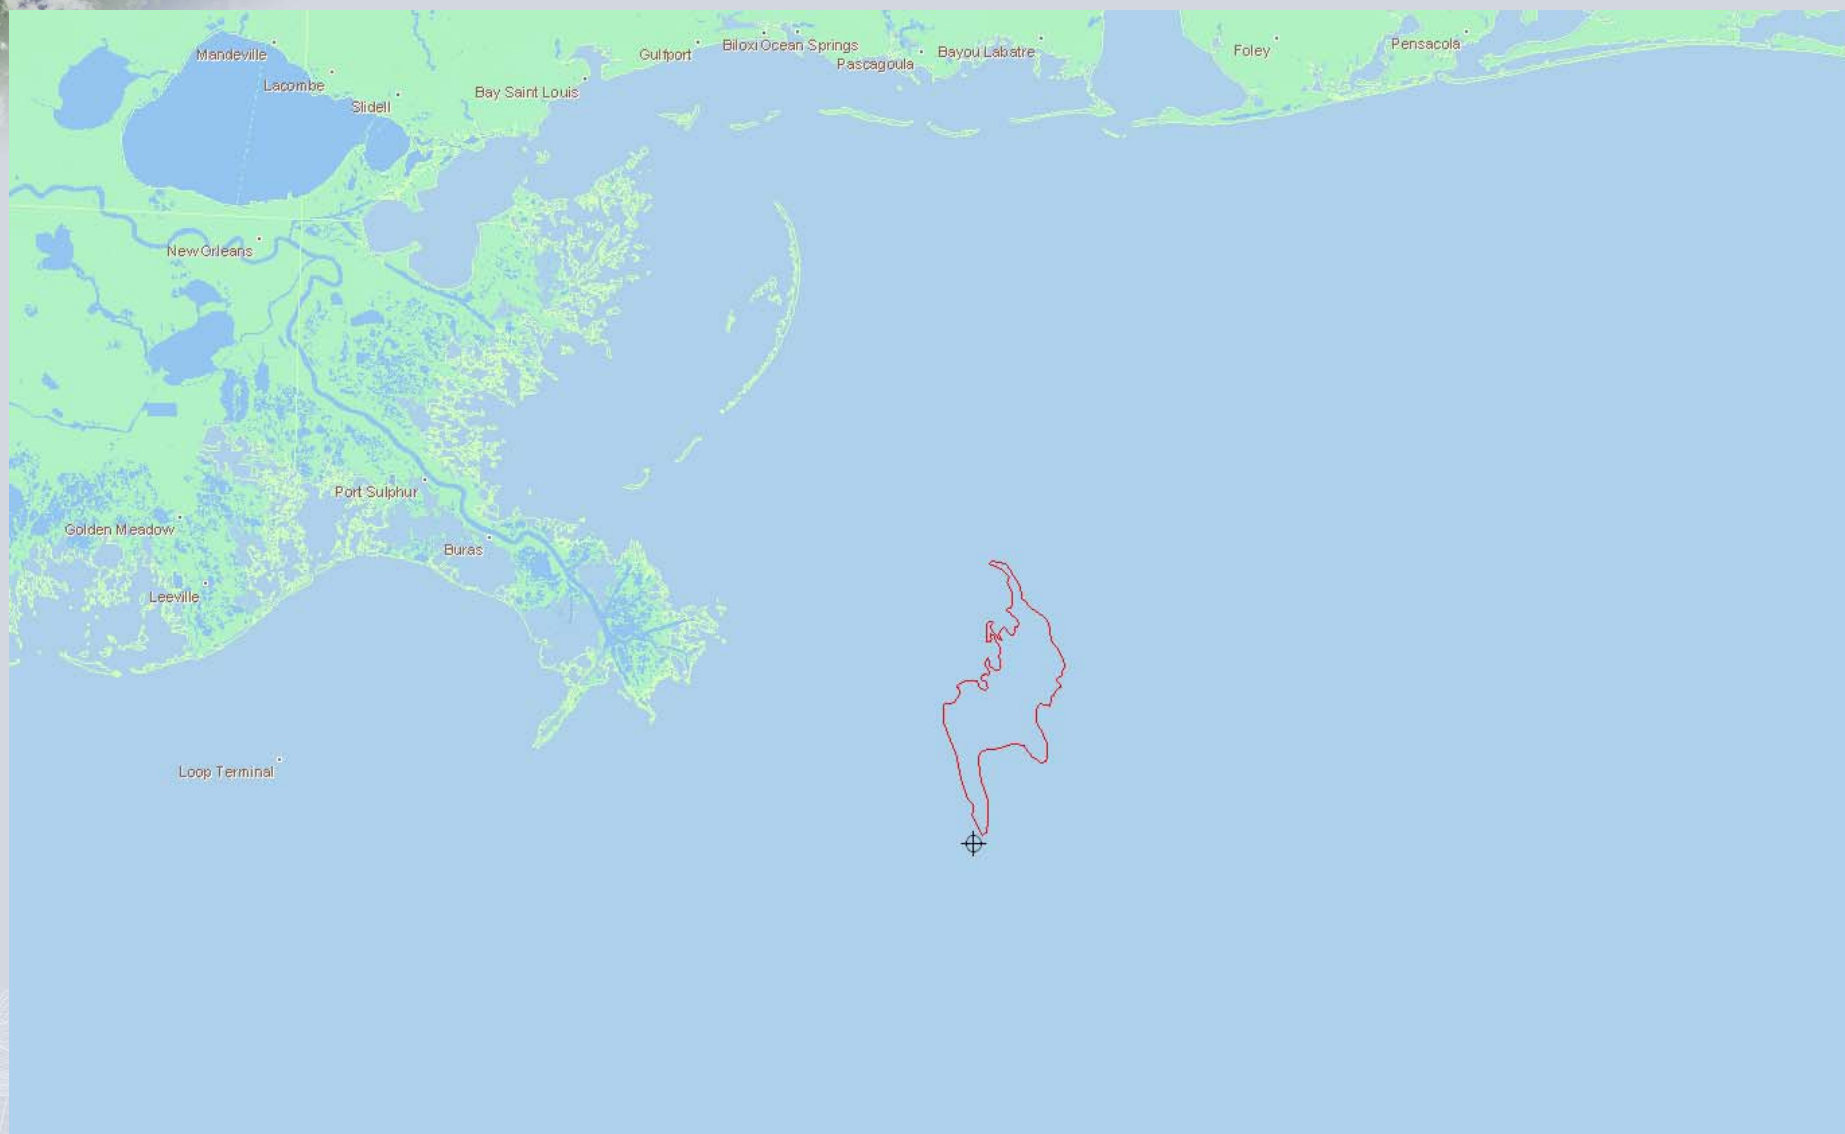 Mandeville
Lacombe
Slidell
Bay Saint Louis
Gulfport
Biloxi Ocean Springs
Pascagoula
Bayou Labatre
Foley
Pensacola
New Orleans
Port Sulphur
Golden Meadow
Buras
Leeville
Loop Terminal